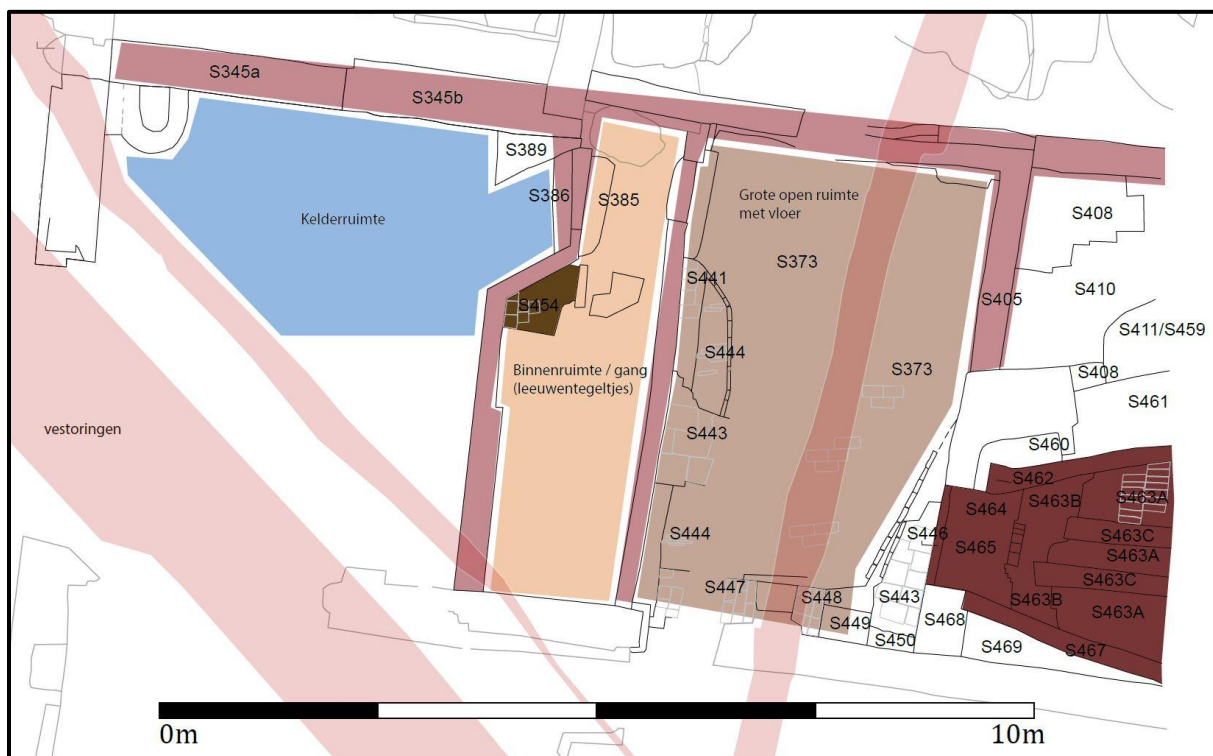 S345a
S345b
S389
S386
S385
Kelderruimte
Grote open ruimte
met vloer
S373
S408
S410
S405
S411/S459
S408
S441
S454
S444
S373
Binnenruimte / gang
(leeuwentegeltjes)
S461
vestoringen
S443
S460
S462
S463B
S463A
S464
S444
S446
S465
S463C
S463A
S463C
S447
S448
S443
S463B
S463A
S449
S450
S468
S469
S467
0m
10m